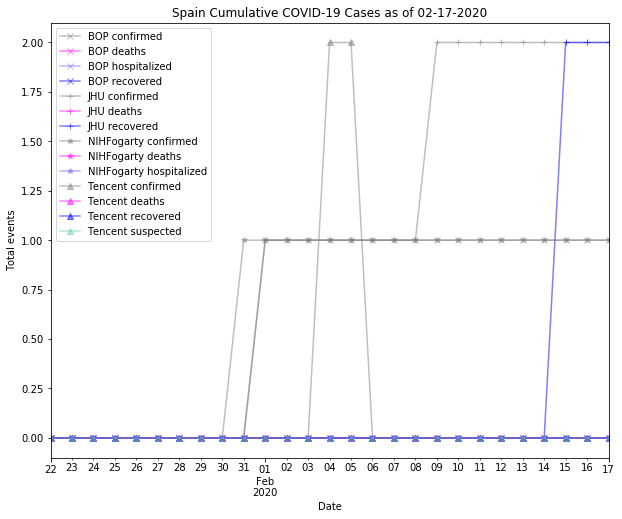 Spain Cumulative COVID-19 Cases as of 02-17-2020
BOP confirmed
BOP deaths
BOP hospitalized
BOP recovered
JHU confirmed
JHU deaths
JHU recovered
NIHFogarty confirmed
NIHFogarty deaths
NIHFogarty hospitalized
Tencent confirmed
Tencent deaths
Tencent recovered
Tencent suspected
Total events
2.00
1.75
1.50
1.25
1.00
0.75
0.50
0.25
0.00
22 23 24 25 26 27 28 29 30 31 01 02 03 04 05 06 07 08 09 10 11 12 13 14 15 16 17
Feb
2020
Date